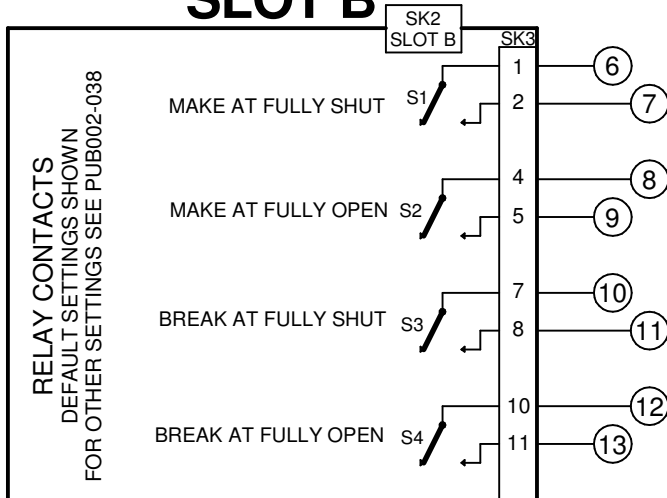 SLOT B
SK2
SLOT B
SK3
RELAY CONTACTS
DEFAULT SETTINGS SHOWN
FOR OTHER SETTINGS SEE PUB002-038
MAKE AT FULLY SHUT S1 1 6
2 7
MAKE AT FULLY OPEN S2 4 8
5 9
BREAK AT FULLY SHUT S3 7 10
8 11
BREAK AT FULLY OPEN S4 10 12
11 13